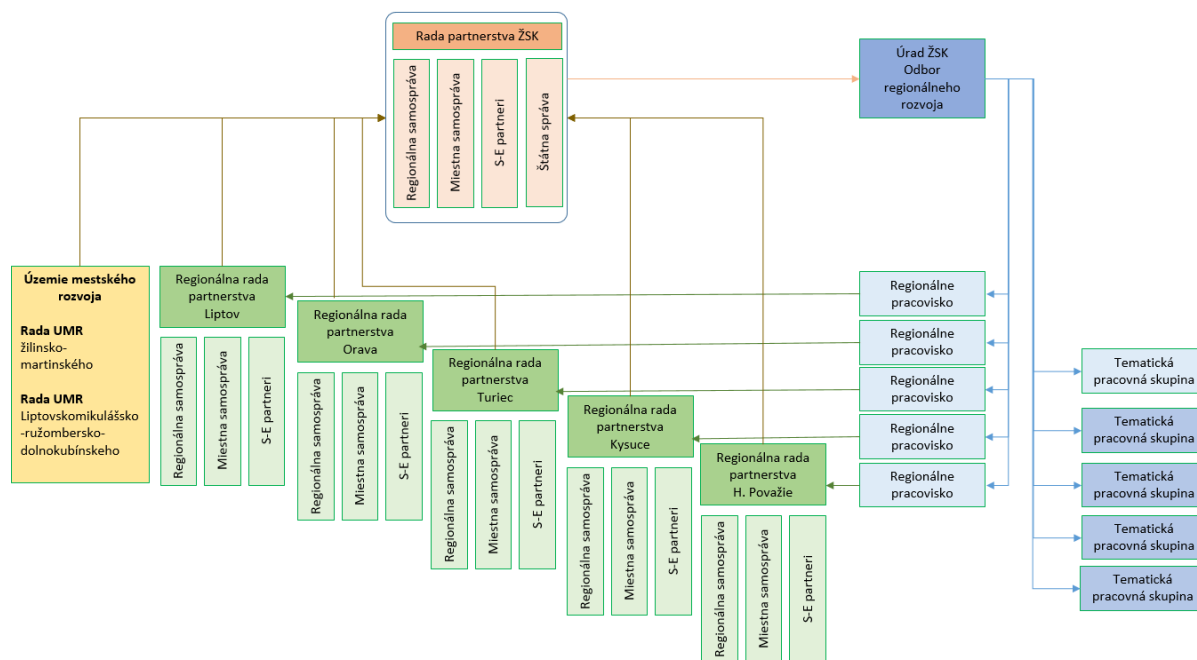 Rada partnerstva ŽSK
Regionálna samospráva
Miestna samospráva
S-E partneri
Štátna správa
Úrad ŽSK
Odbor
regionálneho
rozvoja
Územie mestského
rozvoja
Rada UMR
žilinsko-
martinského
Rada UMR
Liptovskomikulášsko
-ružombersko-
dolnokubínskeho
Regionálna rada
partnerstva
Liptov
Regionálna samospráva
Miestna samospráva
S-E partneri
Regionálna rada
partnerstva
Orava
Regionálna samospráva
Miestna samospráva
S-E partneri
Regionálna rada
partnerstva
Turiec
Regionálna samospráva
Miestna samospráva
S-E partneri
Regionálna rada
partnerstva
Kysuce
Regionálna samospráva
Miestna samospráva
S-E partneri
Regionálna rada
partnerstva
H. Považie
Regionálna samospráva
Miestna samospráva
S-E partneri
Regionálne
pracovisko
Regionálne
pracovisko
Regionálne
pracovisko
Regionálne
pracovisko
Regionálne
pracovisko
Tematická
pracovná skupina
Tematická
pracovná skupina
Tematická
pracovná skupina
Tematická
pracovná skupina
Tematická
pracovná skupina